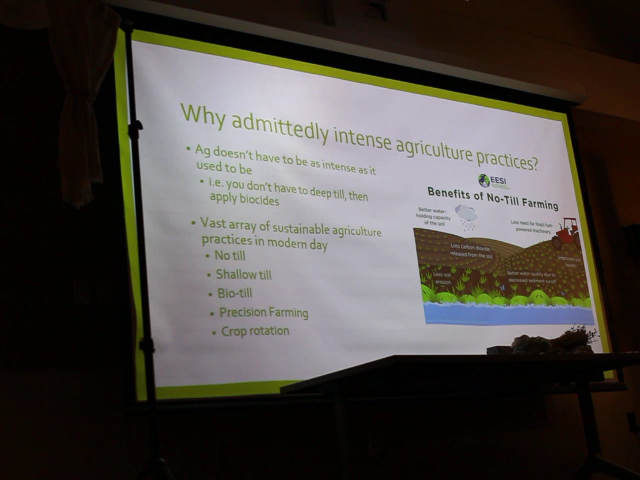 Why admittedly intense agriculture practices?
• Ag doesn't have to be as intense as it
used to be
• i.e. you don't have to deep till, then
apply biocides
• Vast array of sustainable agriculture
practices in modern day
• No till
• Shallow till
• Bio-till
• Precision Farming
• Crop rotation
EESI
Benefits of No-Till Farming
Better water-
holding capacity
of the soil
Less need for fossil fuel-
powered machinery
Less carbon dioxide
released from the soil
Less soil
erosion
Better water quality due to
decreased sediment runoff